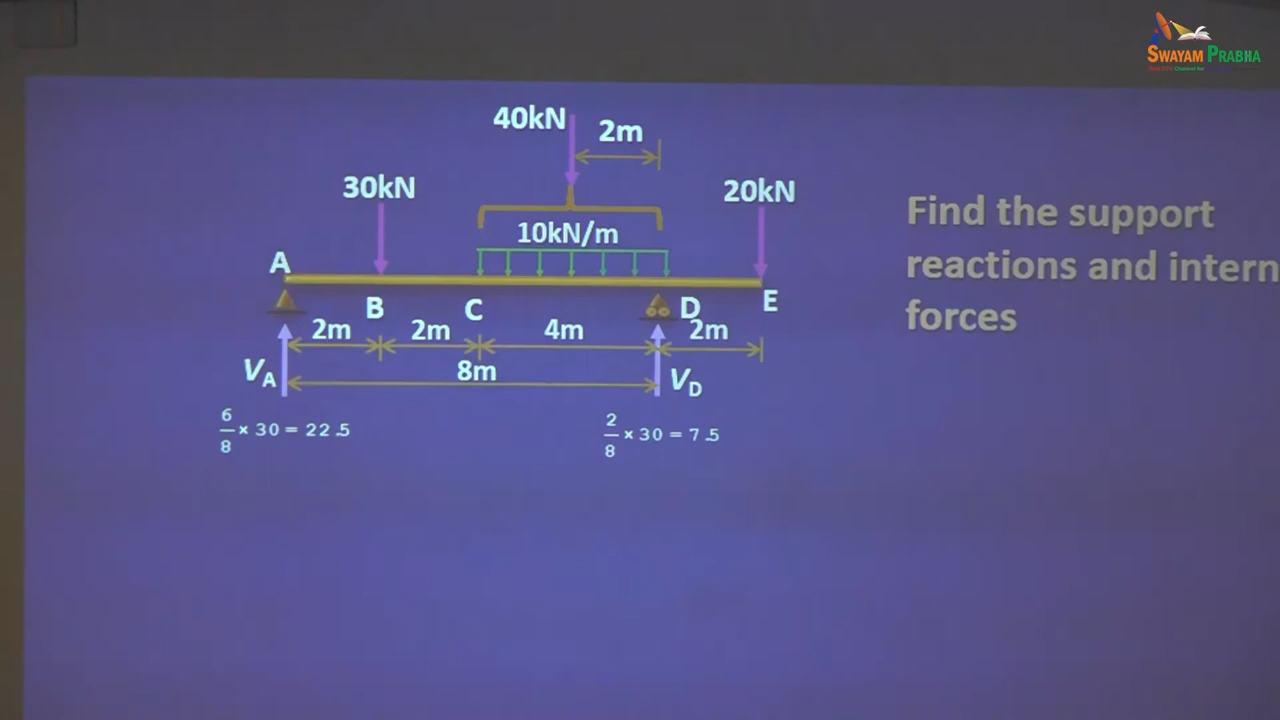 SWAYAM PRABHA
40kN
2m
30kN
20kN
10kN/m
A
B
C
D
E
2m
2m
4m
2m
8m
VA
VD
6/8 × 30 = 22.5
2/8 × 30 = 7.5
Find the support
reactions and intern
forces